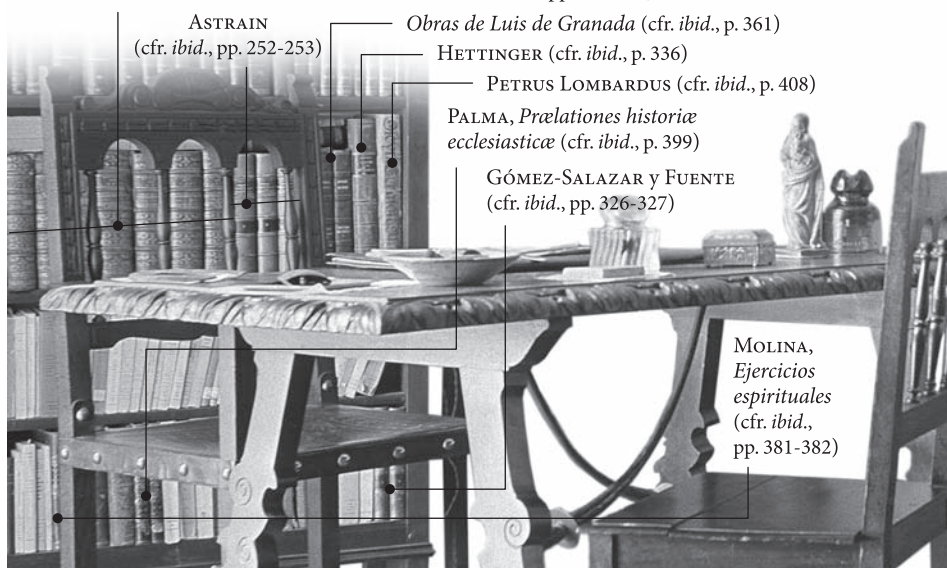 ASTRAIN
(cfr. ibid., pp. 252-253)
Obras de Luis de Granada (cfr. ibid., p. 361)
HETTINGER (cfr. ibid., p. 336)
PETRUS LOMBARDUS (cfr. ibid., p. 408)
PALMA, Prælationes historiæ
ecclesiasticæ (cfr. ibid., p. 399)
GÓMEZ-SALAZAR y FUENTE
(cfr. ibid., pp. 326-327)
MOLINA,
Ejercicios
espirituales
(cfr. ibid.,
pp. 381-382)